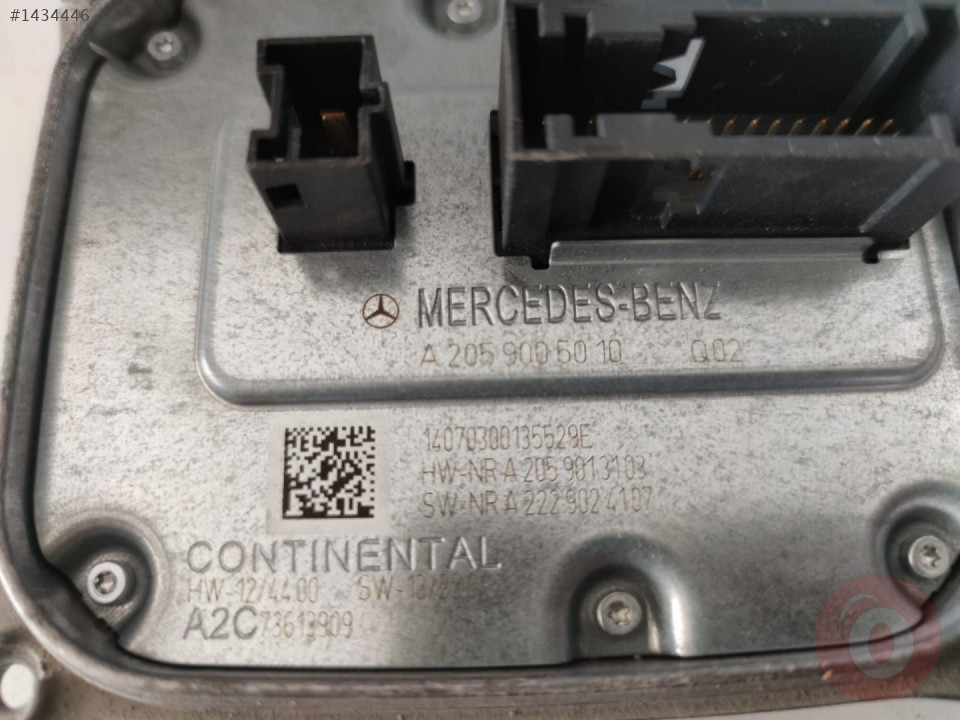 #1434446
MERCEDES-BENZ
A 205 900 50 10 Q02
14070300135529E
HW-NR A 205 901 31 03
SW-NR A 222 902 41 07
CONTINENTAL
HW-12/44.00
A2C73613909